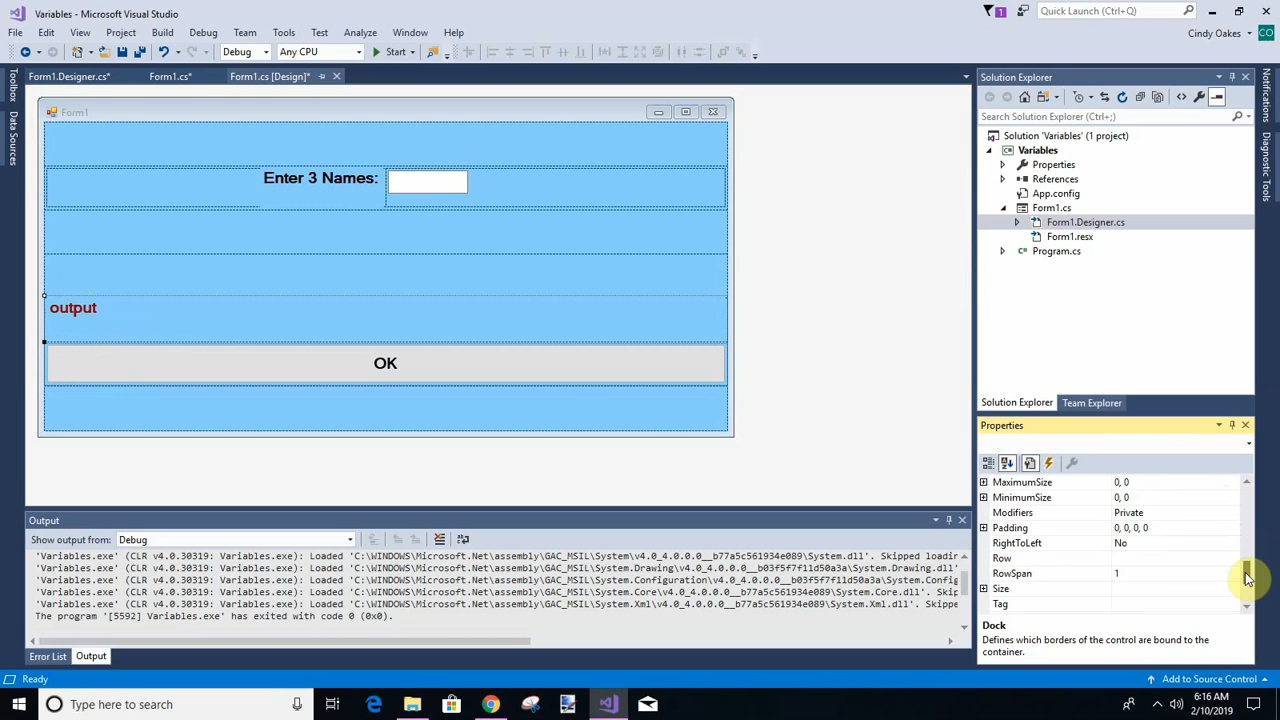 Variables - Microsoft Visual Studio
1
Quick Launch (Ctrl+Q)
File Edit View Project Build Debug Team Tools Test Analyze Window Help
Cindy Oakes
CO
Debug
Any CPU
Start
Toolbox
Data Sources
Form1.Designer.cs*
Form1.cs*
Form1.cs [Design]*
Form1
Enter 3 Names:
output
OK
Solution Explorer
Search Solution Explorer (Ctrl+;)
Solution 'Variables' (1 project)
C#
Variables
Properties
References
App.config
Form1.cs
Form1.Designer.cs
Form1.resx
Program.cs
Solution Explorer
Team Explorer
Notifications
Diagnostic Tools
Properties
MaximumSize 0, 0
MinimumSize 0, 0
Modifiers Private
Padding 0, 0, 0, 0
RightToLeft No
Row
RowSpan 1
Size
Tag
Dock
Defines which borders of the control are bound to the
container.
Output
Show output from: Debug
'Variables.exe' (CLR v4.0.30319: Variables.exe): Loaded 'C:\WINDOWS\Microsoft.Net\assembly\GAC_MSIL\System\v4.0_4.0.0.0__b77a5c561934e089\System.dll'. Skipped loadin
'Variables.exe' (CLR v4.0.30319: Variables.exe): Loaded 'C:\WINDOWS\Microsoft.Net\assembly\GAC_MSIL\System.Drawing\v4.0_4.0.0.0__b03f5f7f11d50a3a\System.Drawing.dll'
'Variables.exe' (CLR v4.0.30319: Variables.exe): Loaded 'C:\WINDOWS\Microsoft.Net\assembly\GAC_MSIL\System.Configuration\v4.0_4.0.0.0__b03f5f7f11d50a3a\System.Config
'Variables.exe' (CLR v4.0.30319: Variables.exe): Loaded 'C:\WINDOWS\Microsoft.Net\assembly\GAC_MSIL\System.Core\v4.0_4.0.0.0__b77a5c561934e089\System.Core.dll'. Skip
'Variables.exe' (CLR v4.0.30319: Variables.exe): Loaded 'C:\WINDOWS\Microsoft.Net\assembly\GAC_MSIL\System.Xml\v4.0_4.0.0.0__b77a5c561934e089\System.Xml.dll'. Skippe
The program '[5592] Variables.exe' has exited with code 0 (0x0).
Error List
Output
Ready
Add to Source Control
Type here to search
6:16 AM
2/10/2019